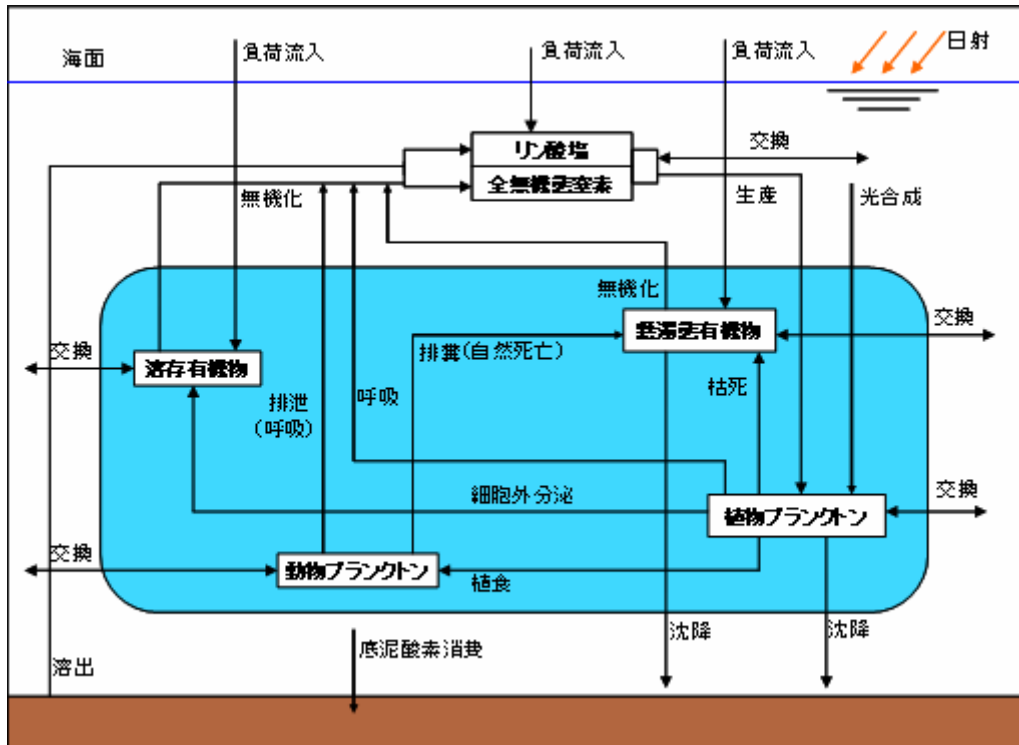 海面
負荷流入
負荷流入
負荷流入
日射
リン酸塩
全無機態窒素
交換
無機化
生産
光合成
無機化
懸濁態有機物
交換
交換
溶存有機物
排糞(自然死亡)
排泄
(呼吸)
呼吸
枯死
細胞外分泌
植物プランクトン
交換
交換
動物プランクトン
植食
沈降
沈降
底泥酸素消費
溶出